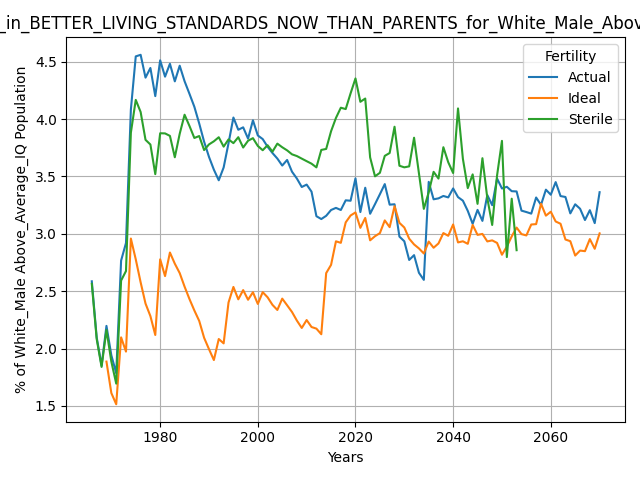 _in_BETTER_LIVING_STANDARDS_NOW_THAN_PARENTS_for_White_Male_Abov
% of White_Male Above_Average_IQ Population
4.5
4.0
3.5
3.0
2.5
2.0
1.5
Fertility
Actual
Ideal
Sterile
1980
2000
2020
2040
2060
Years